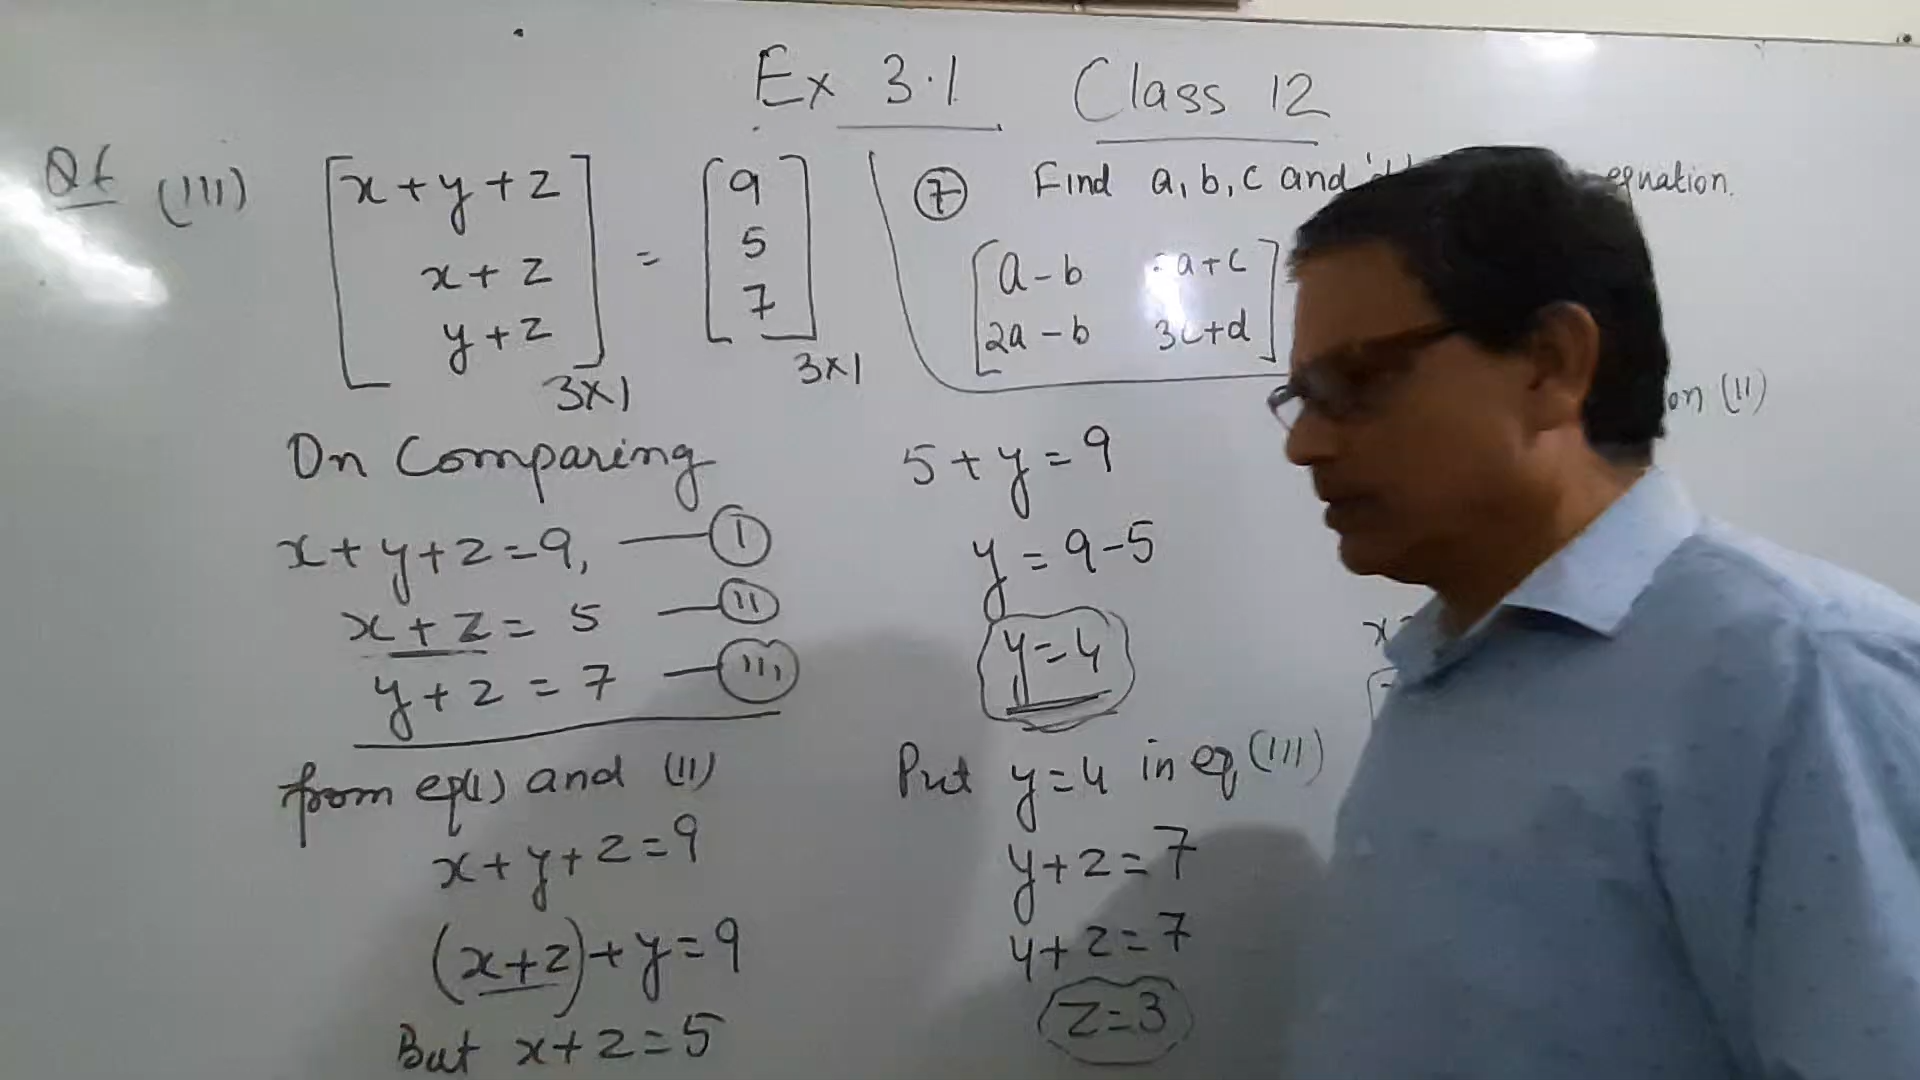 Ex 3.1 Class 12
Q6 (III) [x+y+z x+z y+z] 3x1 = [9 5 7] 3x1
7 Find a, b, c and equation.
[a-b a+c
2a-b 3c+d]
on (II)
On Comparing
x+y+z=9, — I
x+z=5 — II
y+z=7 — III
from eq(I) and (II)
x+y+z=9
(x+z)+y=9
But x+z=5
5+y=9
y=9-5
y=4
Put y=4 in eq (III)
y+z=7
4+z=7
z=3